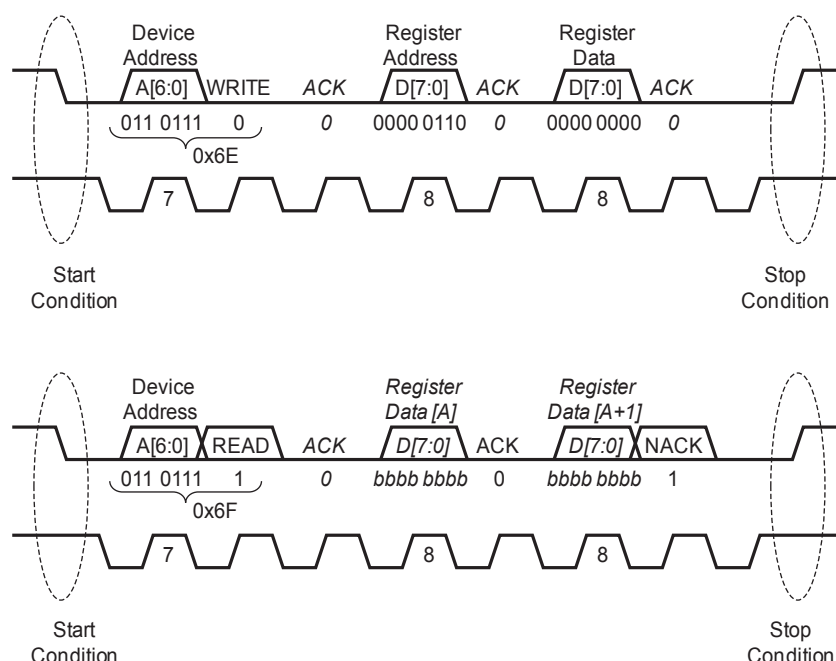 Device Address
Register Address
Register Data
A[6:0] WRITE ACK D[7:0] ACK D[7:0] ACK
011 0111 0 0 0000 0110 0 0000 0000 0
0x6E
7 8 8
Start Condition
Stop Condition
Device Address
Register Data [A]
Register Data [A+1]
A[6:0] READ ACK D[7:0] ACK D[7:0] NACK
011 0111 1 0 bbbb bbbb 0 bbbb bbbb 1
0x6F
7 8 8
Start Condition
Stop Condition